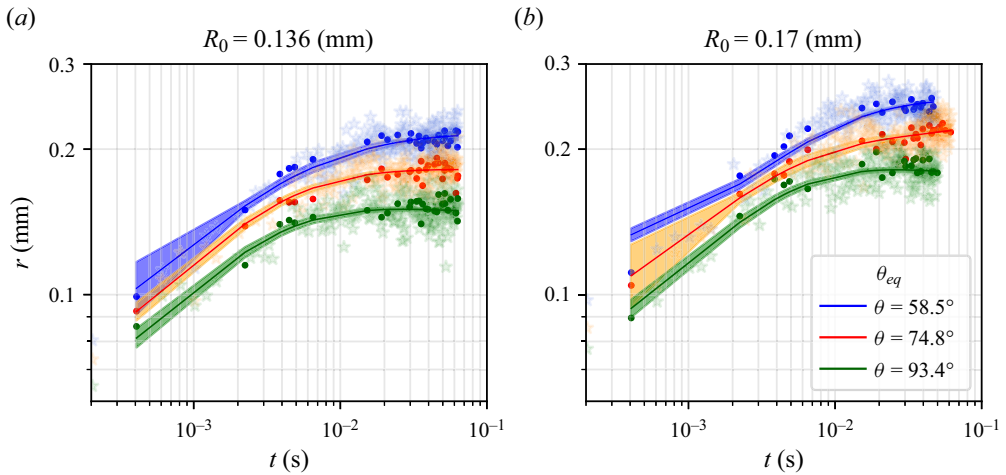 (a)
R₀ = 0.136 (mm)
0.3
0.2
0.1
r (mm)
10⁻³
10⁻²
10⁻¹
t (s)
(b)
R₀ = 0.17 (mm)
0.3
0.2
0.1
10⁻³
10⁻²
10⁻¹
t (s)
θeq
θ = 58.5°
θ = 74.8°
θ = 93.4°